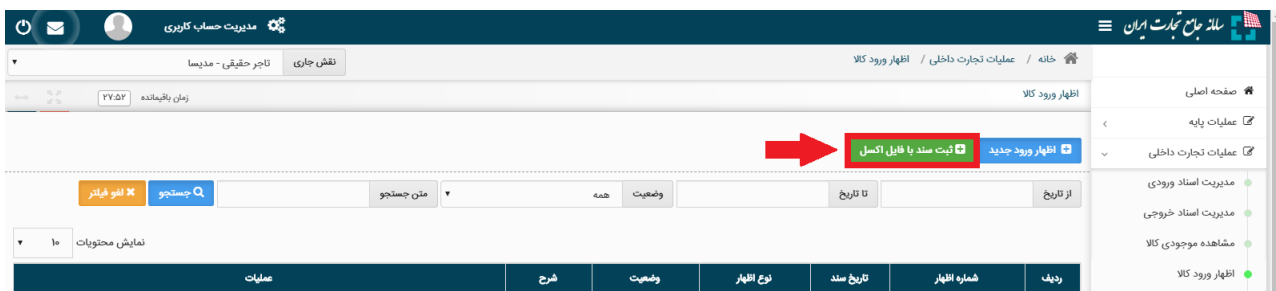 سامانه جامع تجارت ایران
مدیریت حساب کاربری
خانه / عملیات تجارت داخلی / اظهار ورود کالا
نقش جاری تاجر حقیقی - مدیسا
اظهار ورود کالا
زمان باقیمانده ۲۷:۵۲
صفحه اصلی
عملیات پایه
عملیات تجارت داخلی
مدیریت اسناد ورودی
مدیریت اسناد خروجی
مشاهده موجودی کالا
اظهار ورود کالا
اظهار ورود جدید ثبت سند با فایل اکسل
از تاریخ تا تاریخ وضعیت همه متن جستجو جستجو لغو فیلتر
نمایش محتویات ۱۰
ردیف شماره اظهار تاریخ سند نوع اظهار وضعیت شرح عملیات